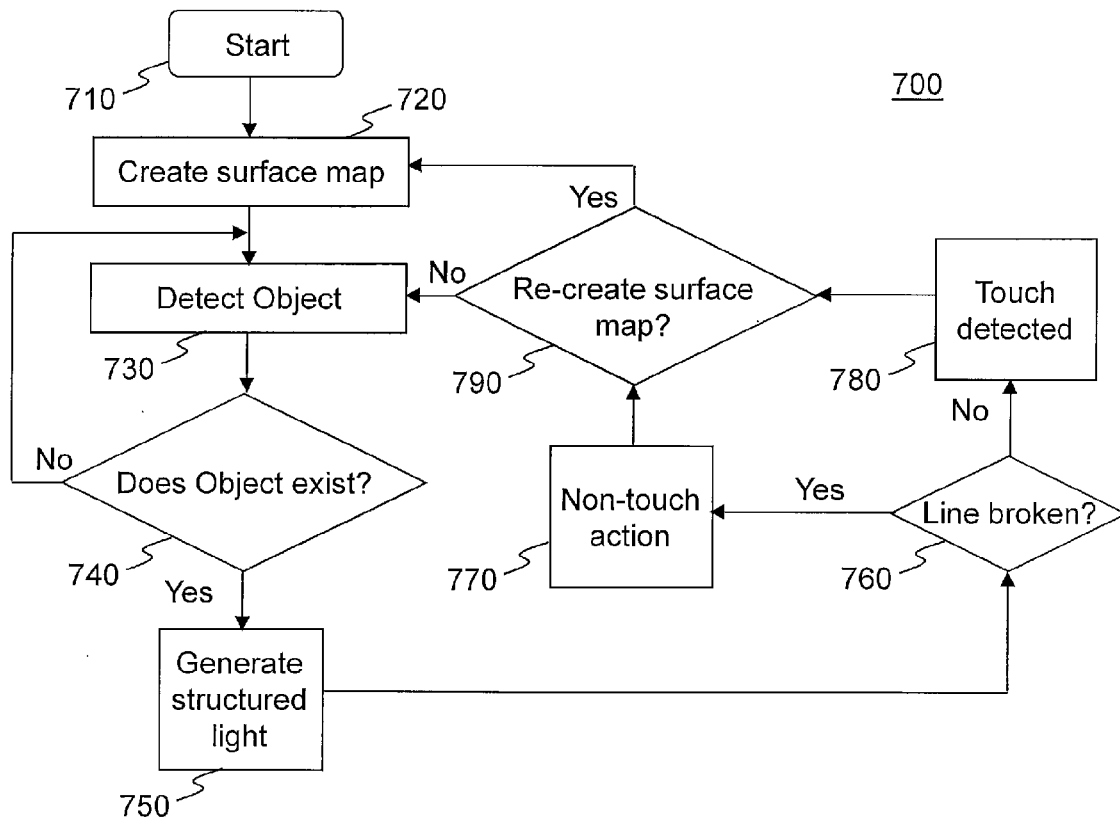 Start
710
700
720
Create surface map
Yes
No
Detect Object
730
Re-create surface
map?
790
Touch
detected
780
No
No
Does Object exist?
740
Yes
Non-touch
action
770
Yes
Line broken?
760
Generate
structured
light
750